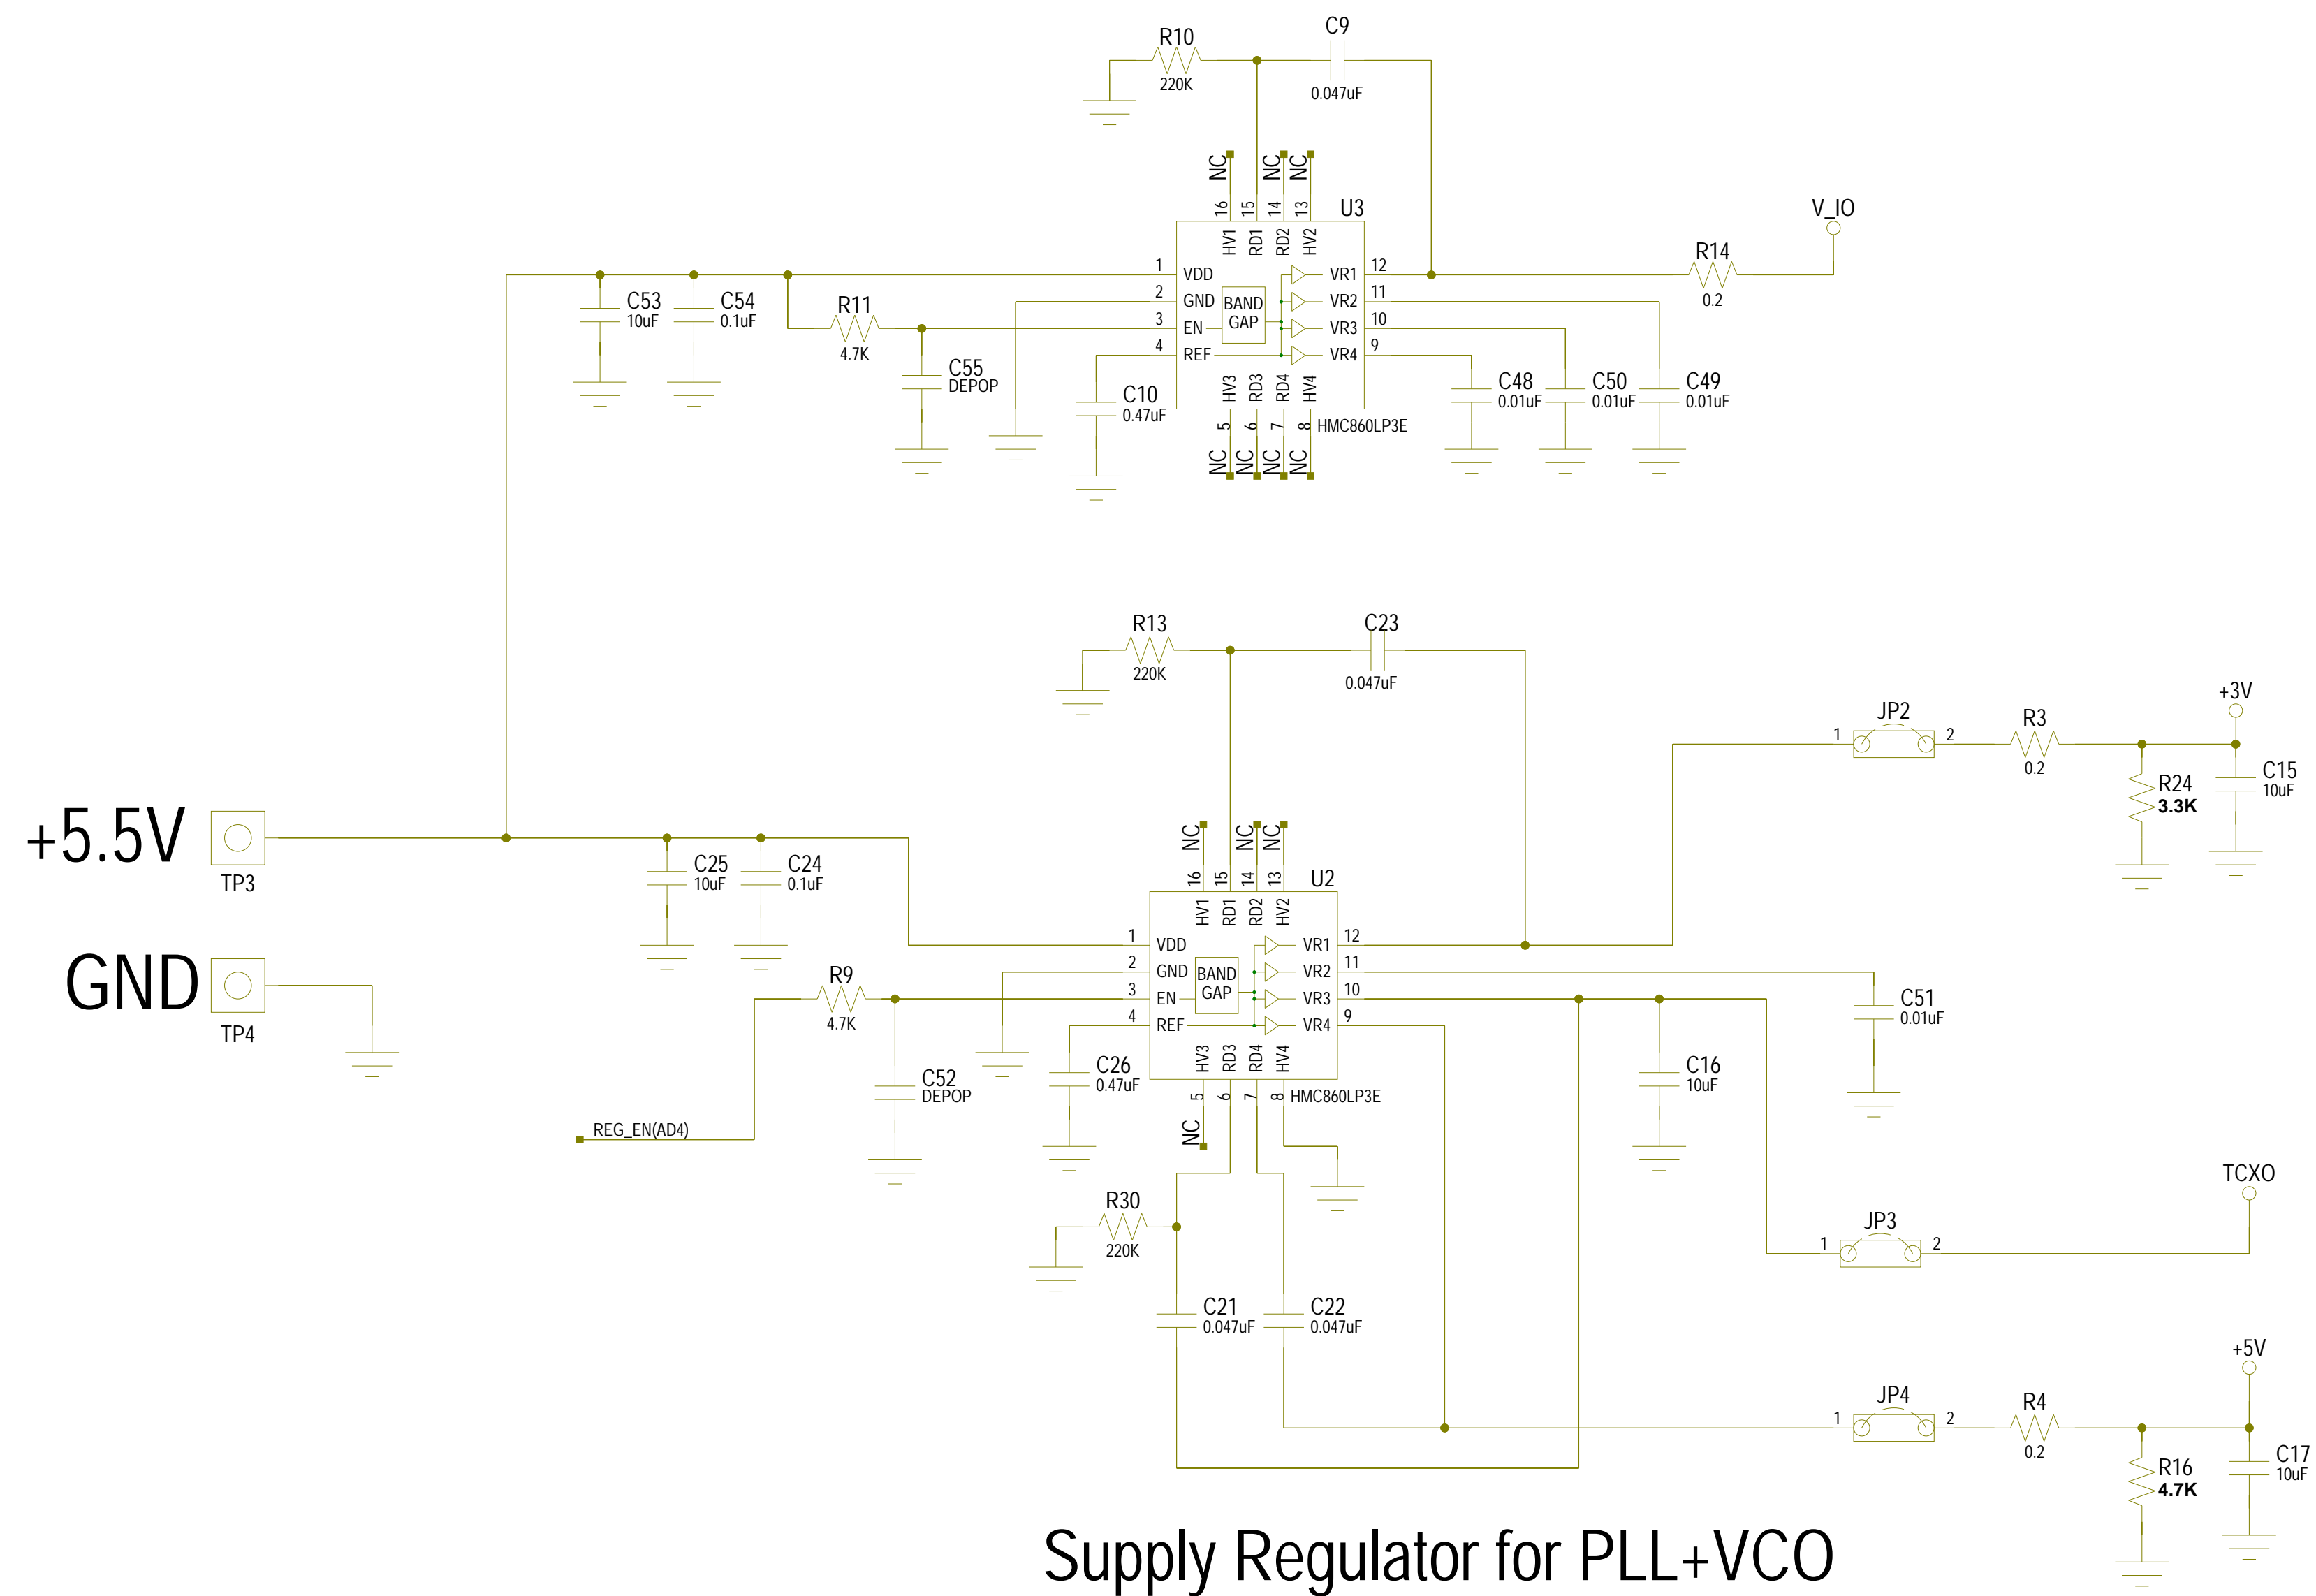 R10
220K
C9
0.047uF
NC
NC
NC
16
15
14
13
U3
HV1
RD1
RD2
HV2
V_IO
R14
0.2
1
VDD
VR1
12
2
GND
BAND
GAP
VR2
11
3
EN
VR3
10
4
REF
VR4
9
HV3
RD3
RD4
HV4
5
6
7
8
HMC860LP3E
NC
NC
NC
NC
C53
10uF
C54
0.1uF
R11
4.7K
C55
DEPOP
C10
0.47uF
C48
0.01uF
C50
0.01uF
C49
0.01uF
R13
220K
C23
0.047uF
+3V
JP2
1
2
R3
0.2
R24
3.3K
C15
10uF
+5.5V
TP3
C25
10uF
C24
0.1uF
NC
NC
NC
16
15
14
13
U2
HV1
RD1
RD2
HV2
1
VDD
VR1
12
2
GND
BAND
GAP
VR2
11
3
EN
VR3
10
4
REF
VR4
9
HV3
RD3
RD4
HV4
5
6
7
8
HMC860LP3E
NC
GND
TP4
R9
4.7K
C52
DEPOP
C26
0.47uF
C51
0.01uF
C16
10uF
REG_EN(AD4)
R30
220K
TCXO
JP3
1
2
C21
0.047uF
C22
0.047uF
+5V
JP4
1
2
R4
0.2
R16
4.7K
C17
10uF
Supply Regulator for PLL+VCO